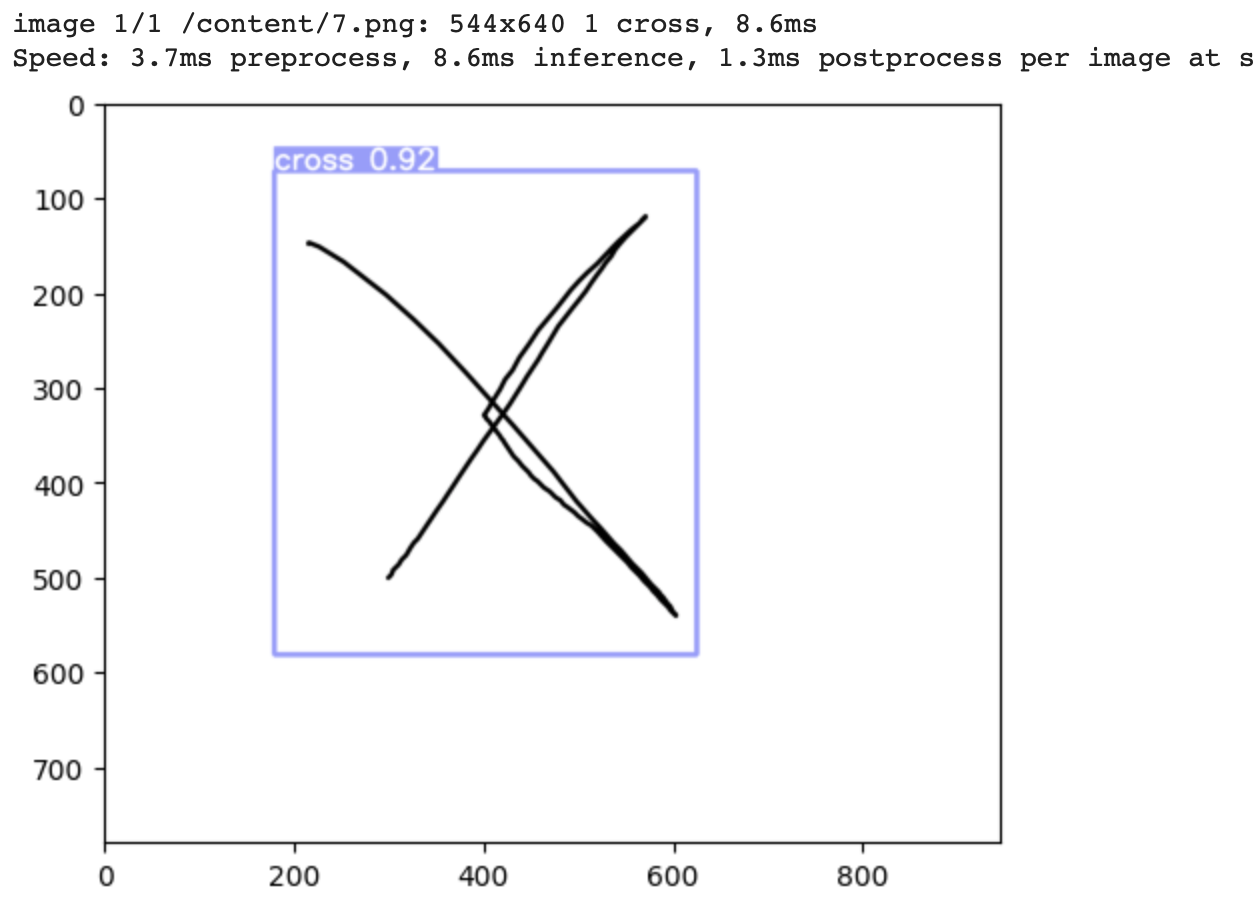 image 1/1 /content/7.png: 544x640 1 cross, 8.6ms
Speed: 3.7ms preprocess, 8.6ms inference, 1.3ms postprocess per image at s
0
cross 0.92
100
200
300
400
500
600
700
0 200 400 600 800